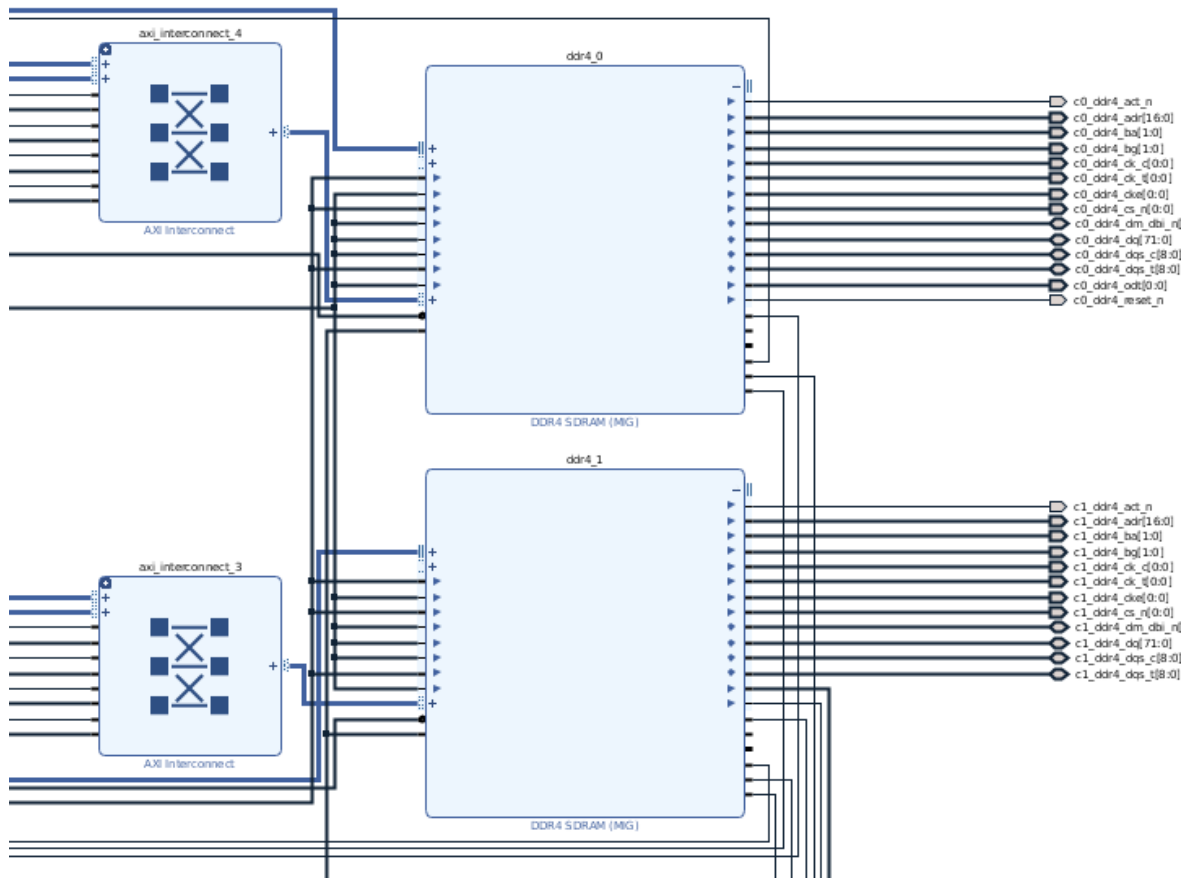 axi_interconnect_4
AXI Interconnect
ddr4_0
DDR4 SDRAM (MIG)
c0_ddr4_act_n
c0_ddr4_adr[16:0]
c0_ddr4_ba[1:0]
c0_ddr4_bg[1:0]
c0_ddr4_ck_c[0:0]
c0_ddr4_ck_t[0:0]
c0_ddr4_cke[0:0]
c0_ddr4_cs_n[0:0]
c0_ddr4_dm_dbi_n[
c0_ddr4_dq[71:0]
c0_ddr4_dqs_c[8:0]
c0_ddr4_dqs_t[8:0]
c0_ddr4_odt[0:0]
c0_ddr4_reset_n
axi_interconnect_3
AXI Interconnect
ddr4_1
DDR4 SDRAM (MIG)
c1_ddr4_act_n
c1_ddr4_adr[16:0]
c1_ddr4_ba[1:0]
c1_ddr4_bg[1:0]
c1_ddr4_ck_c[0:0]
c1_ddr4_ck_t[0:0]
c1_ddr4_cke[0:0]
c1_ddr4_cs_n[0:0]
c1_ddr4_dm_dbi_n[
c1_ddr4_dq[71:0]
c1_ddr4_dqs_c[8:0]
c1_ddr4_dqs_t[8:0]